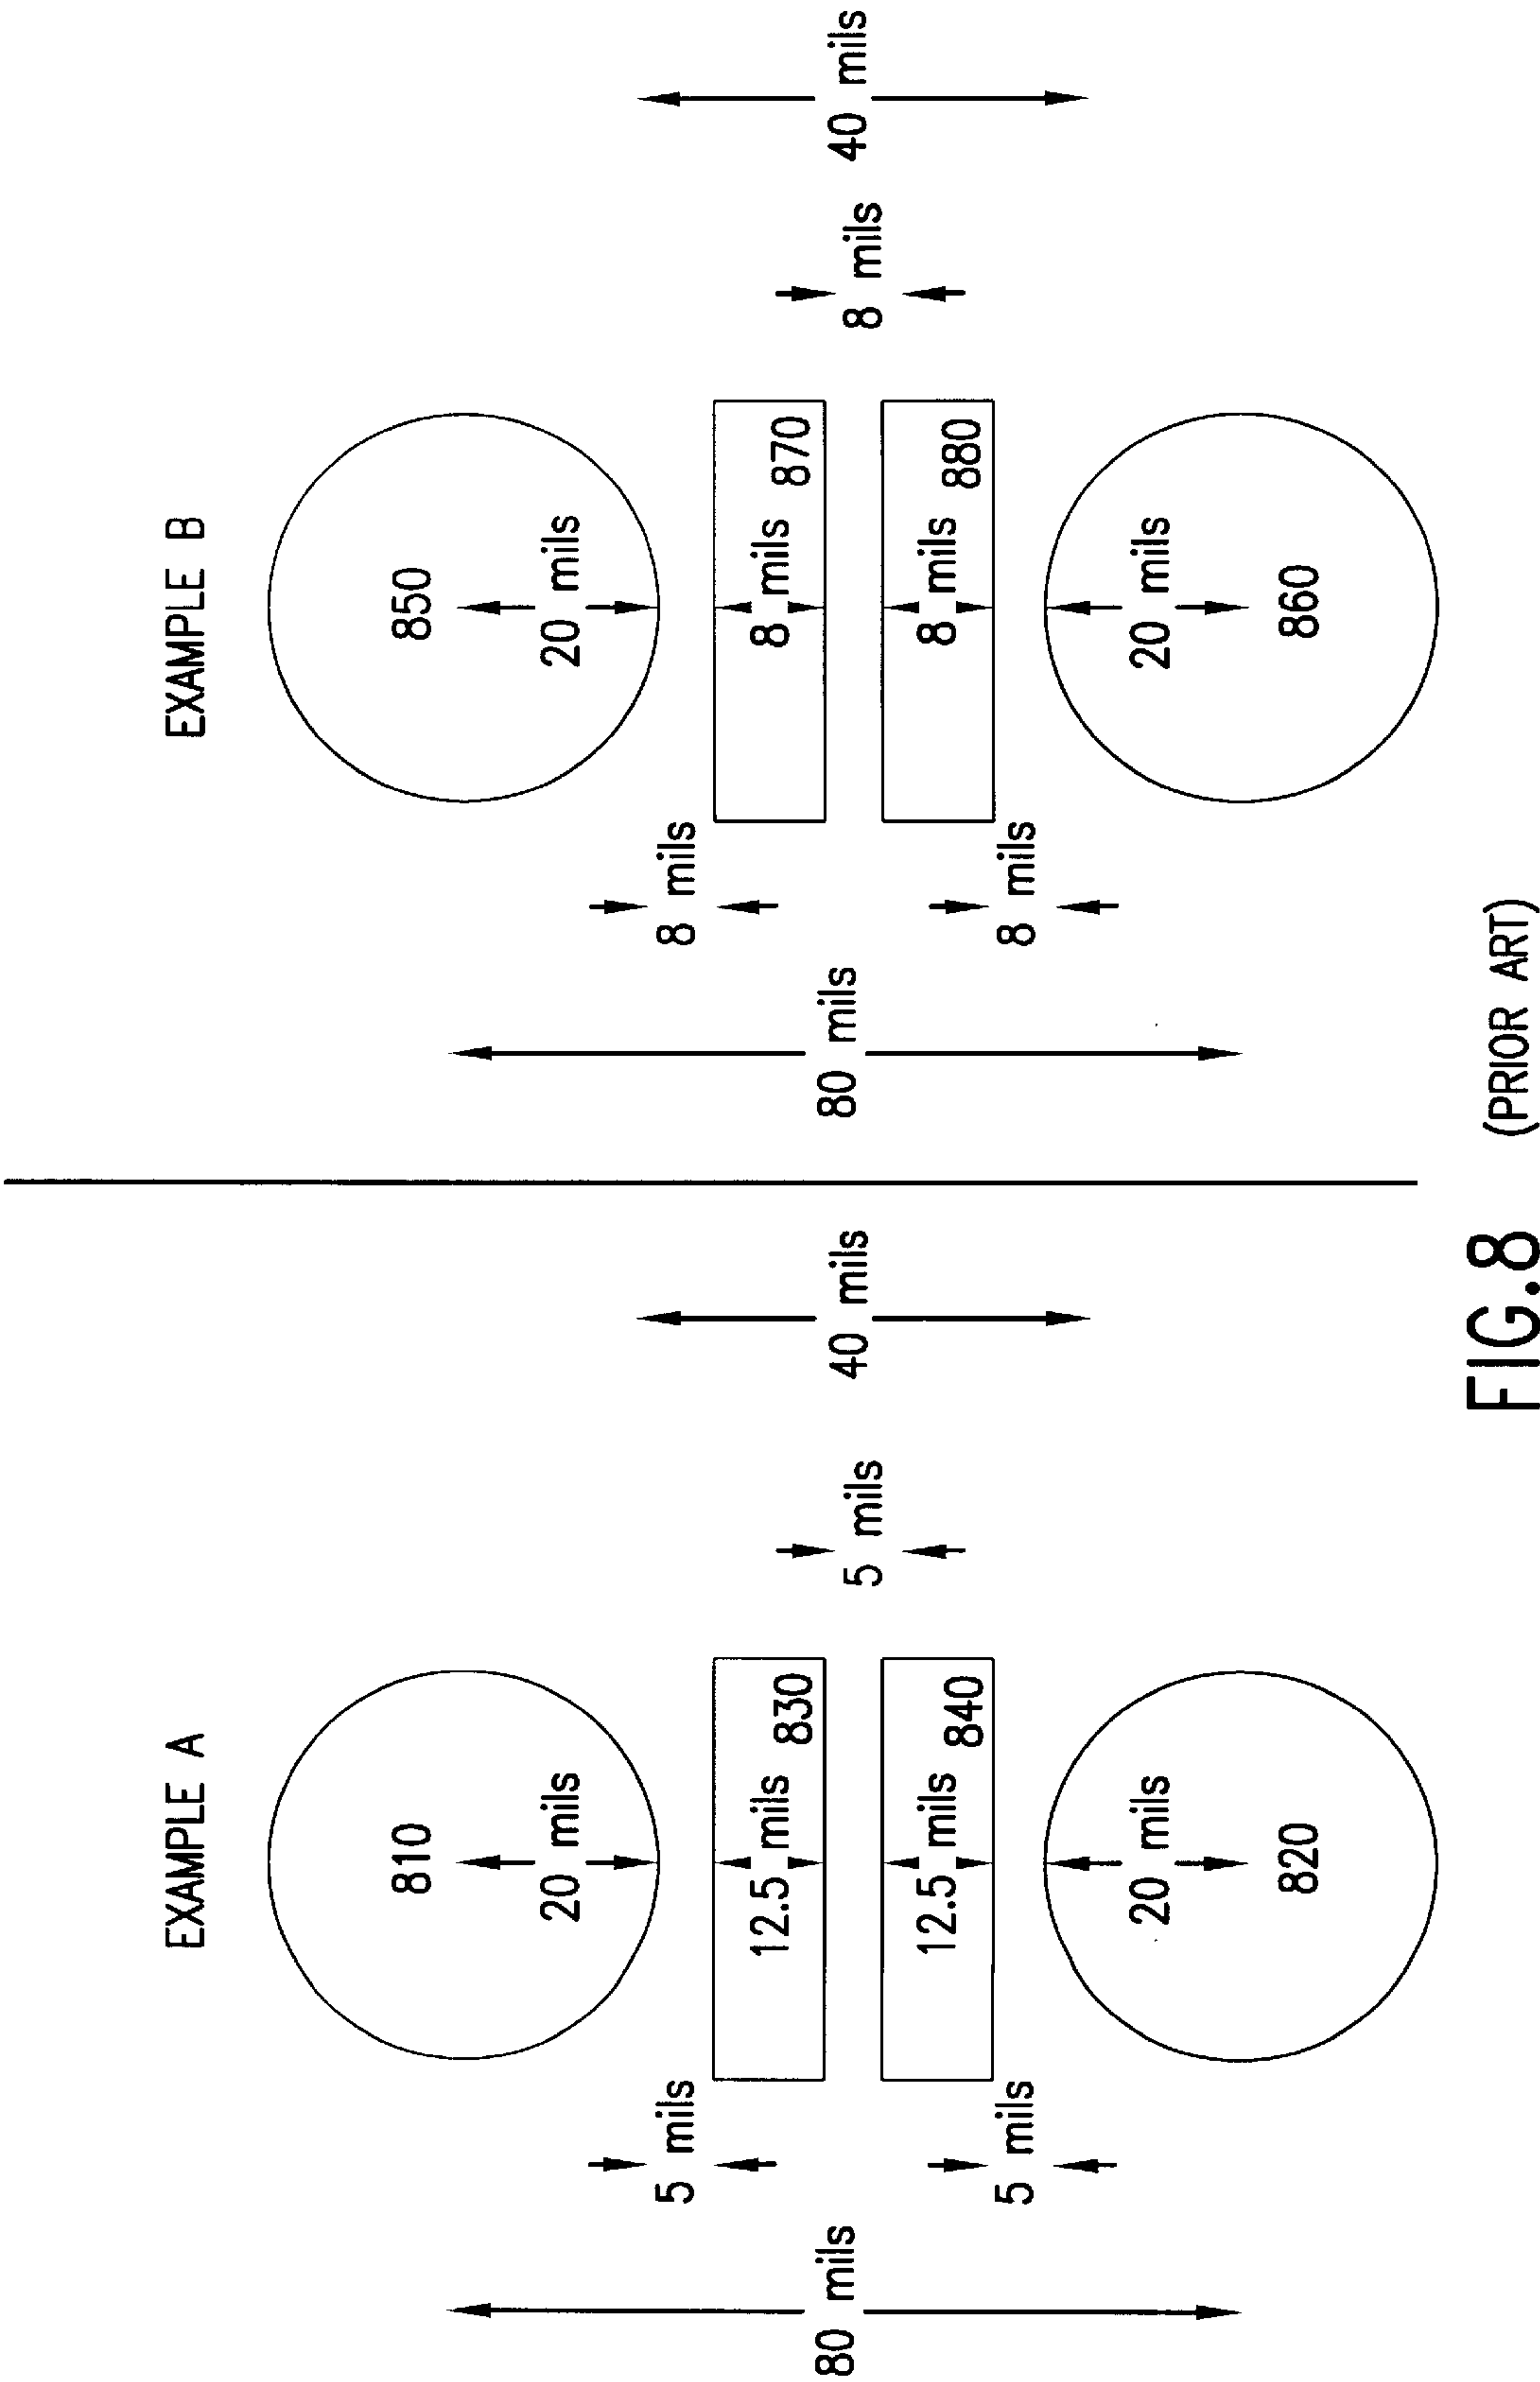 EXAMPLE A
810
20 mils
5 mils
12.5 mils
830
80 mils
5 mils
40 mils
12.5 mils
840
5 mils
20 mils
820
EXAMPLE B
850
20 mils
8 mils
8 mils
870
80 mils
8 mils
40 mils
8 mils
880
8 mils
20 mils
860
FIG.8 (PRIOR ART)